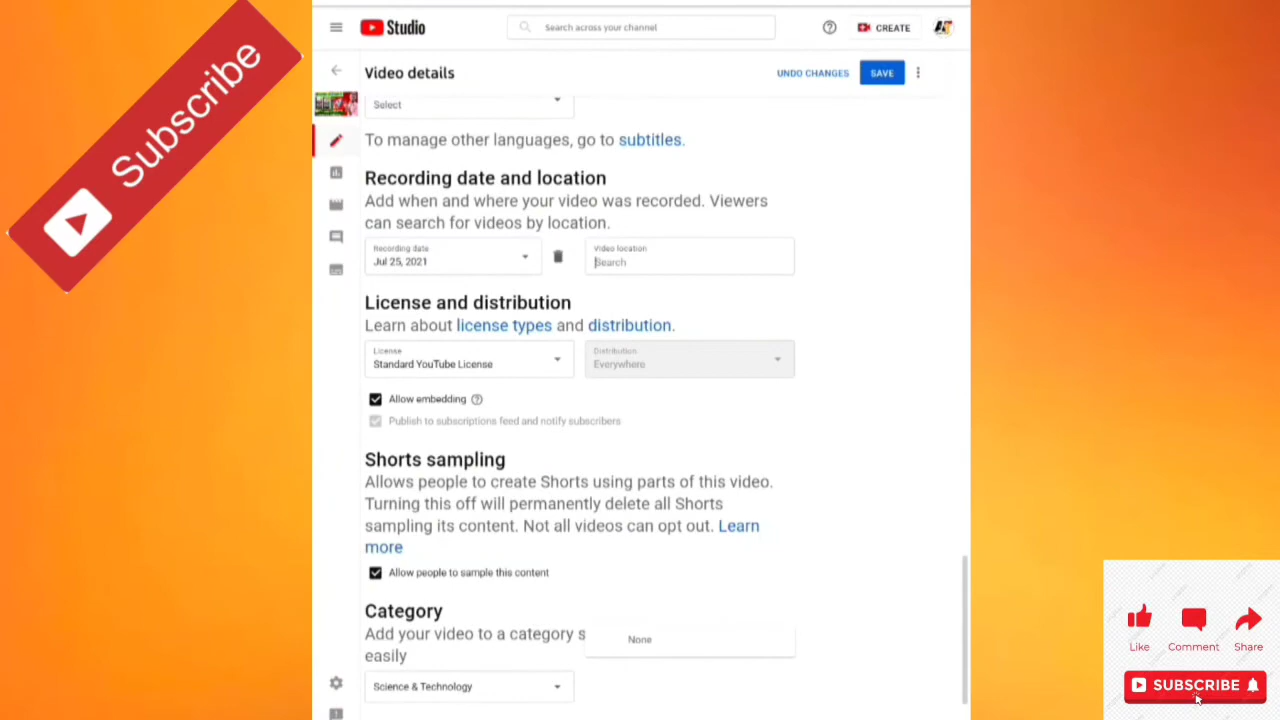 Subscribe
Studio
Search across your channel
CREATE
Video details
UNDO CHANGES
SAVE
Select
To manage other languages, go to subtitles.
Recording date and location
Add when and where your video was recorded. Viewers
can search for videos by location.
Recording date
Jul 25, 2021
Video location
Search
License and distribution
Learn about license types and distribution.
License
Standard YouTube License
Distribution
Everywhere
Allow embedding
Publish to subscriptions feed and notify subscribers
Shorts sampling
Allows people to create Shorts using parts of this video.
Turning this off will permanently delete all Shorts
sampling its content. Not all videos can opt out. Learn
more
Allow people to sample this content
Category
Add your video to a category s
easily
None
Science & Technology
Like
Comment
Share
SUBSCRIBE